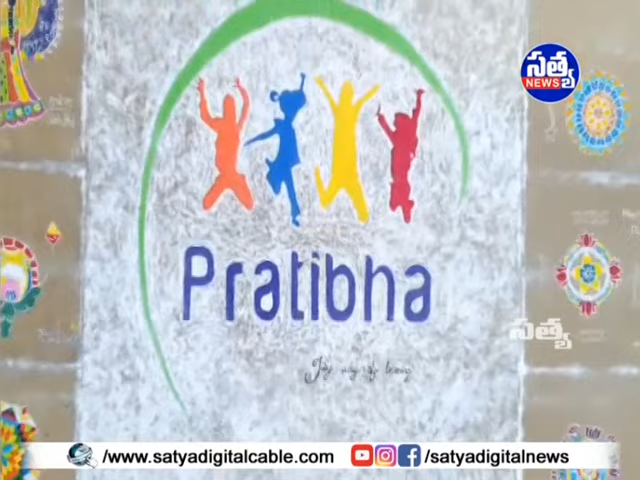 సత్య
NEWS
Pratibha
సత్య
/www.satyadigitalcable.com
/satyadigitalnews